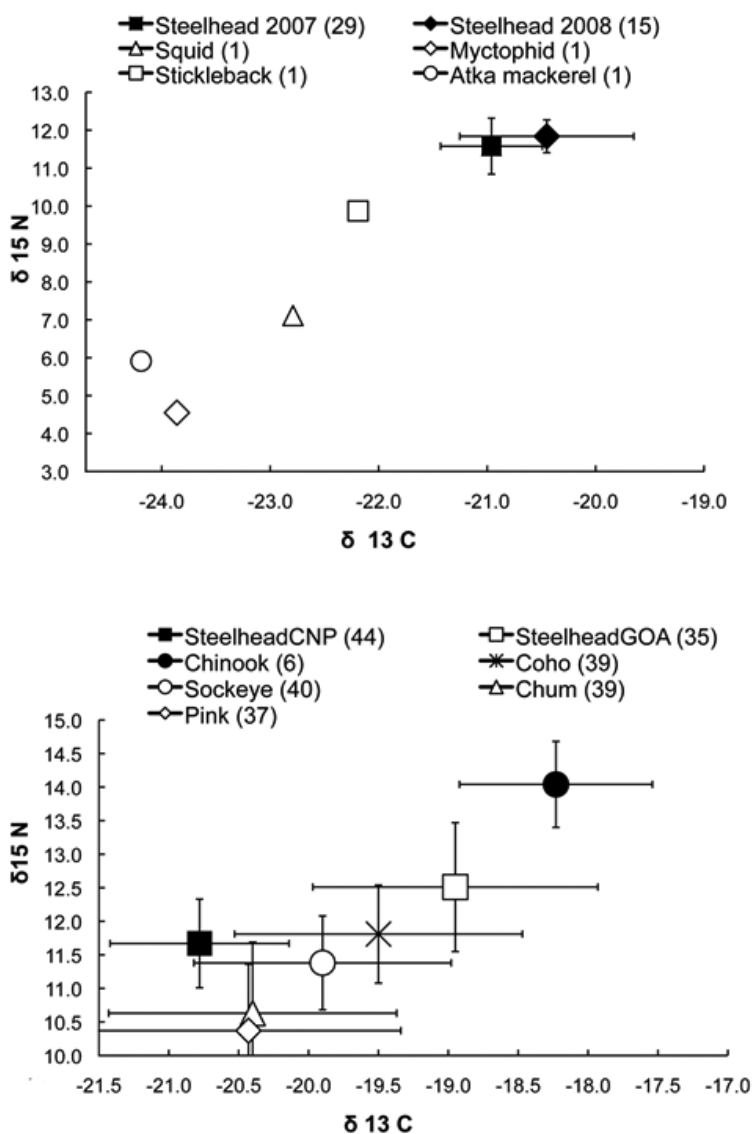 Steelhead 2007 (29) Steelhead 2008 (15)
Squid (1) Myctophid (1)
Stickleback (1) Atka mackerel (1)
13.0
12.0
11.0
10.0
9.0
8.0
7.0
6.0
5.0
4.0
3.0
δ 15 N
-24.0 -23.0 -22.0 -21.0 -20.0 -19.0
δ 13 C
SteelheadCNP (44) SteelheadGOA (35)
Chinook (6) Coho (39)
Sockeye (40) Chum (39)
Pink (37)
15.0
14.5
14.0
13.5
13.0
12.5
12.0
11.5
11.0
10.5
10.0
δ15 N
-21.5 -21.0 -20.5 -20.0 -19.5 -19.0 -18.5 -18.0 -17.5 -17.0
δ 13 C